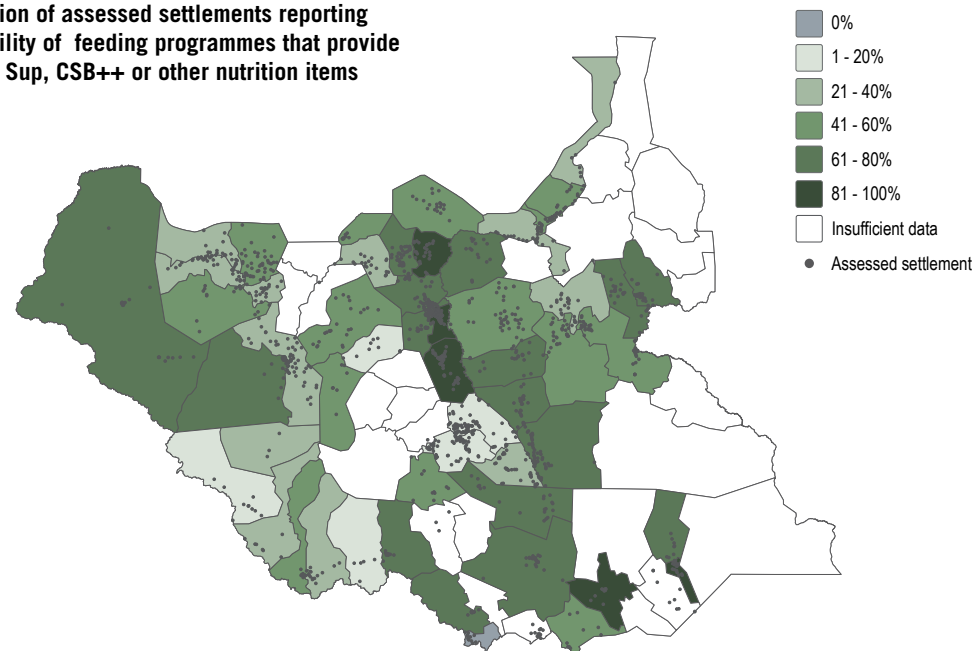 ion of assessed settlements reporting
ility of feeding programmes that provide
Sup, CSB++ or other nutrition items
0%
1 - 20%
21 - 40%
41 - 60%
61 - 80%
81 - 100%
Insufficient data
Assessed settlement